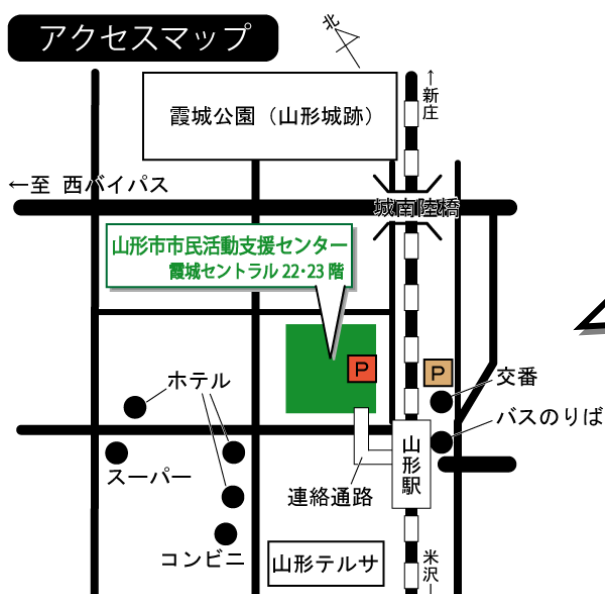 アクセスマップ
北
霞城公園（山形城跡）
↑新庄
←至 西バイパス
城南陸橋
山形市市民活動支援センター
霞城セントラル 22･23 階
P
P
交番
バスのりば
ホテル
スーパー
山形駅
連絡通路
コンビニ
山形テルサ
米沢→